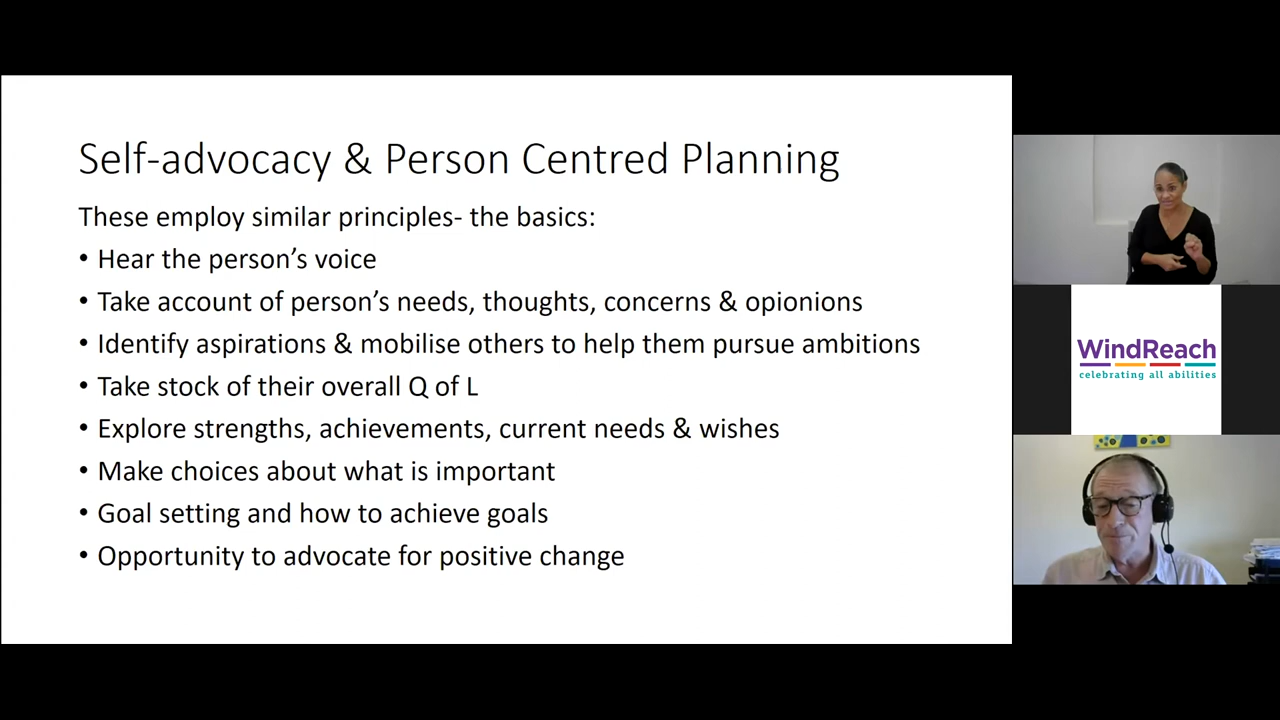 Self-advocacy & Person Centred Planning
These employ similar principles- the basics:
• Hear the person’s voice
• Take account of person’s needs, thoughts, concerns & opionions
• Identify aspirations & mobilise others to help them pursue ambitions
• Take stock of their overall Q of L
• Explore strengths, achievements, current needs & wishes
• Make choices about what is important
• Goal setting and how to achieve goals
• Opportunity to advocate for positive change
WindReach
celebrating all abilities